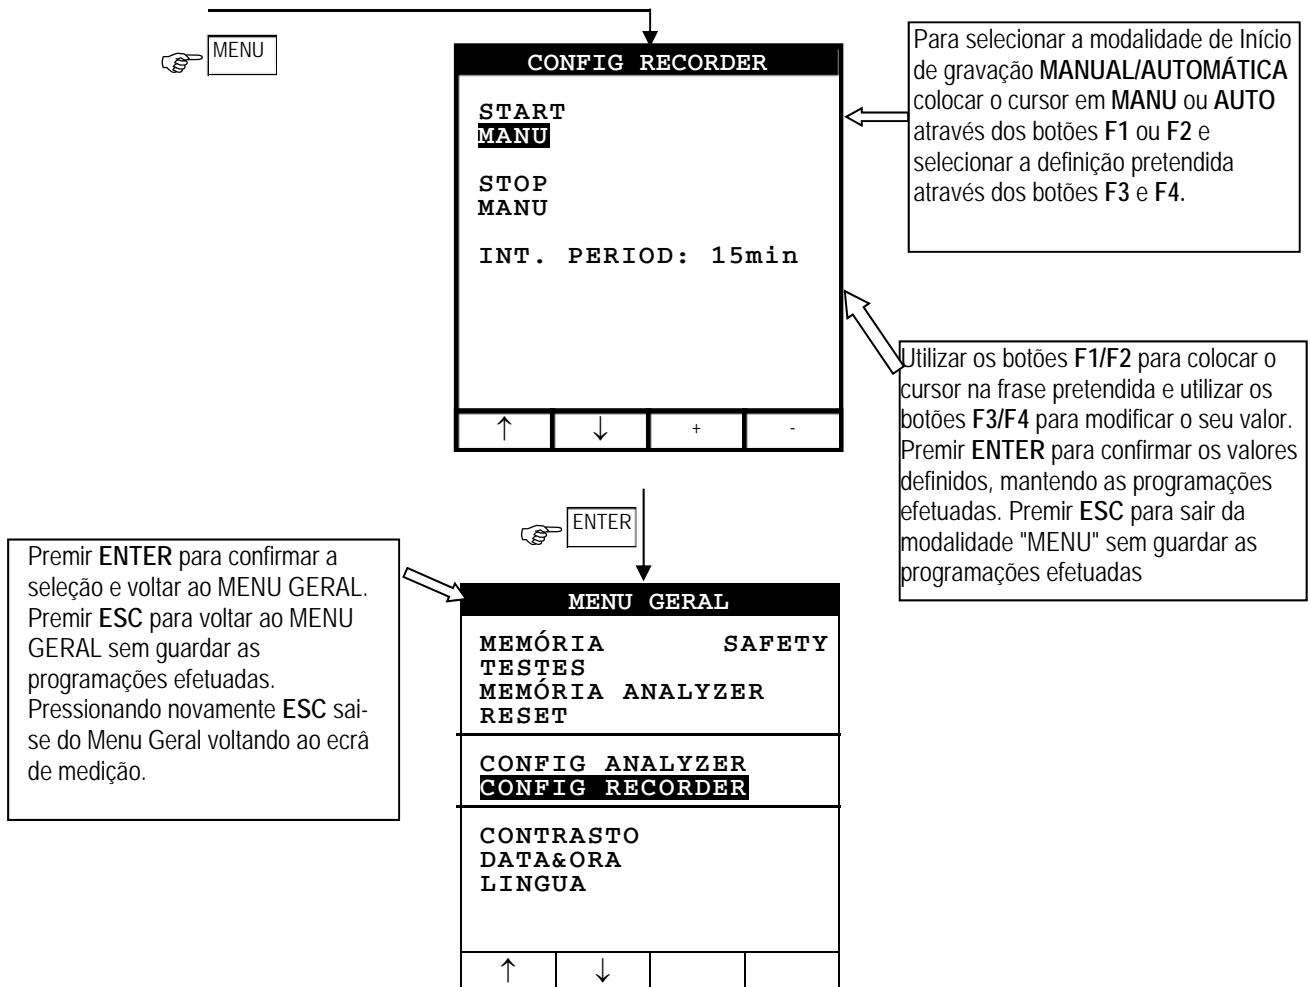 MENU
CONFIG RECORDER
START
MANU
STOP
MANU
INT. PERIOD: 15min
↑ ↓ + -
Para selecionar a modalidade de Início
de gravação MANUAL/AUTOMÁTICA
colocar o cursor em MANU ou AUTO
através dos botões F1 ou F2 e
selecionar a definição pretendida
através dos botões F3 e F4.
Utilizar os botões F1/F2 para colocar o
cursor na frase pretendida e utilizar os
botões F3/F4 para modificar o seu valor.
Premir ENTER para confirmar os valores
definidos, mantendo as programações
efetuadas. Premir ESC para sair da
modalidade "MENU" sem guardar as
programações efetuadas
ENTER
Premir ENTER para confirmar a
seleção e voltar ao MENU GERAL.
Premir ESC para voltar ao MENU
GERAL sem guardar as
programações efetuadas.
Pressionando novamente ESC sai-
se do Menu Geral voltando ao ecrâ
de medição.
MENU GERAL
MEMÓRIA SAFETY
TESTES
MEMÓRIA ANALYZER
RESET
CONFIG ANALYZER
CONFIG RECORDER
CONTRASTO
DATA&ORA
LINGUA
↑ ↓